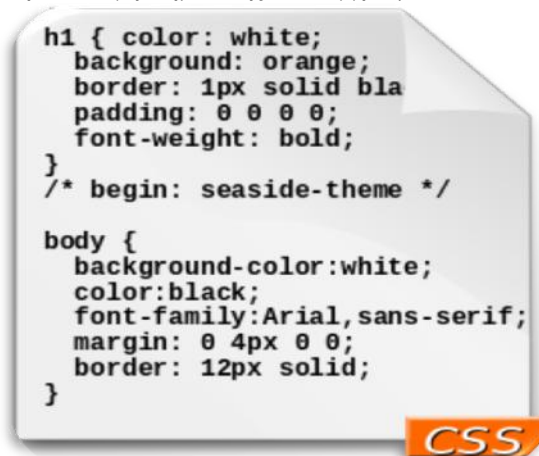 h1 { color: white;
background: orange;
border: 1px solid bla
padding: 0 0 0 0;
font-weight: bold;
}
/* begin: seaside-theme */
body {
background-color:white;
color:black;
font-family:Arial,sans-serif;
margin: 0 4px 0 0;
border: 12px solid;
}
CSS